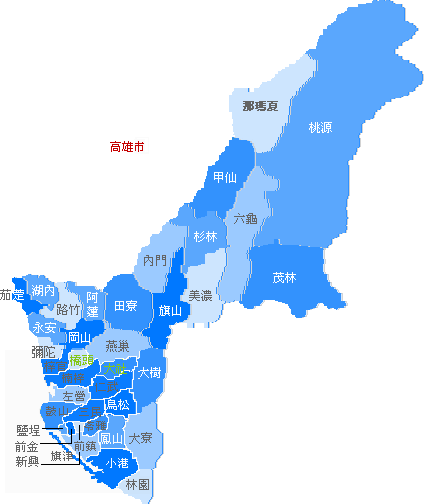 那瑪夏
桃源
高雄市
甲仙
六龜
杉林
內門
茂林
美濃
茄萣
湖內
阿蓮
路竹
田寮
旗山
永安
岡山
彌陀
燕巢
橋頭
大樹
左營
鳥松
鼓山
鹽埕
鳳山
大寮
前金
前鎮
新興
旗津
小港
林園